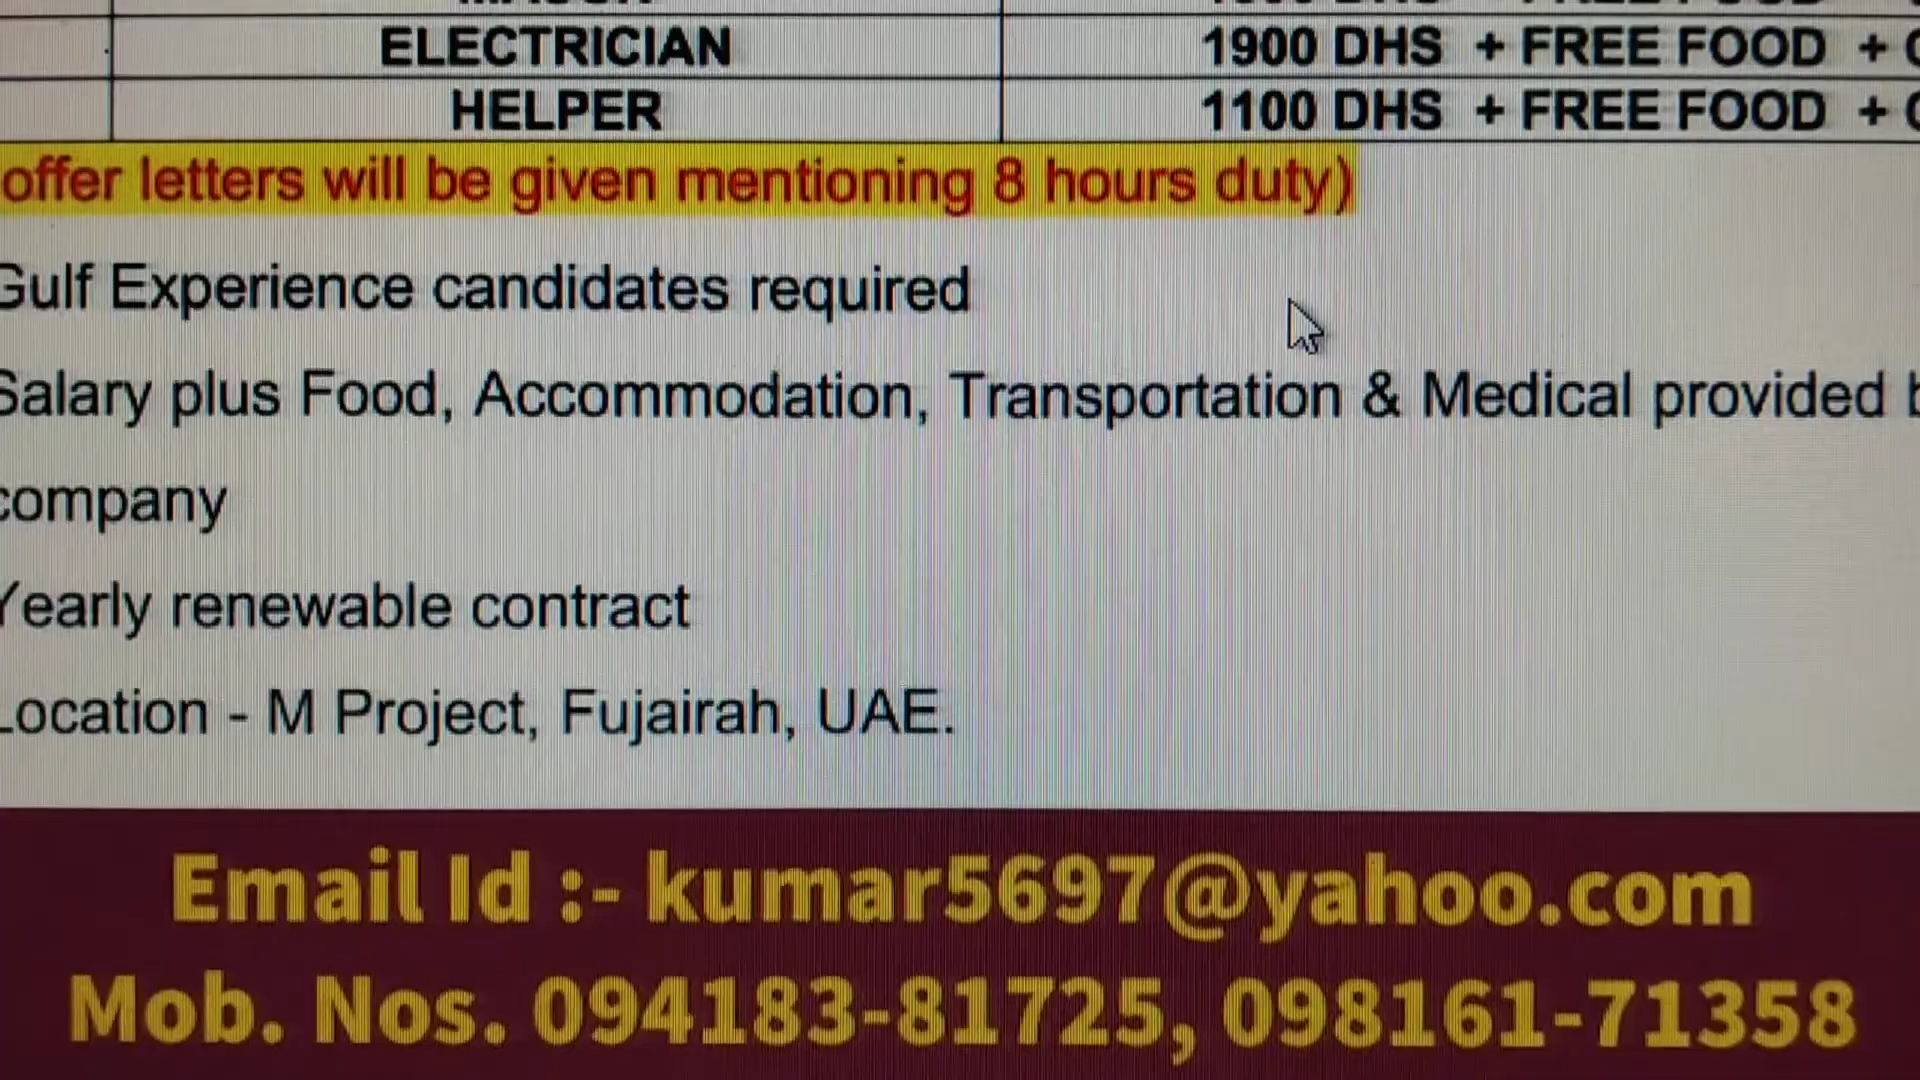 ELECTRICIAN 1900 DHS + FREE FOOD +
HELPER 1100 DHS + FREE FOOD +
offer letters will be given mentioning 8 hours duty)
Gulf Experience candidates required
Salary plus Food, Accommodation, Transportation & Medical provided
company
Yearly renewable contract
Location - M Project, Fujairah, UAE.
Email Id :- kumar5697@yahoo.com
Mob. Nos. 094183-81725, 098161-71358